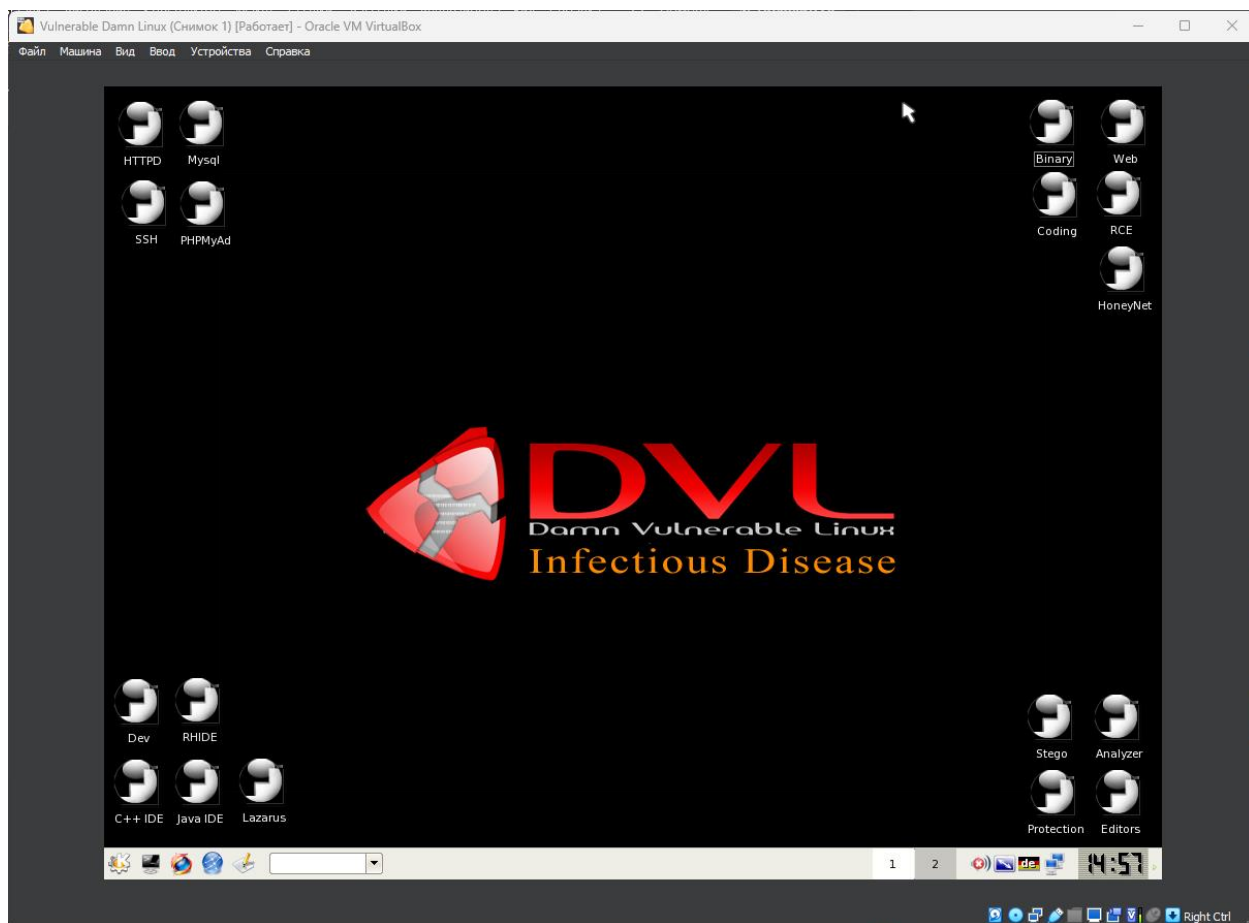 Vulnerable Damn Linux (Снимок 1) [Работает] - Oracle VM VirtualBox
Файл Машина Вид Ввод Устройства Справка
HTTPD Mysql
Binary Web
SSH PHPMyAd
Coding RCE
HoneyNet
DVL
Damn Vulnerable Linux
Infectious Disease
Dev RHIDE
Stego Analyzer
C++ IDE Java IDE Lazarus
Protection Editors
1 2 de 14:57
Right Ctrl